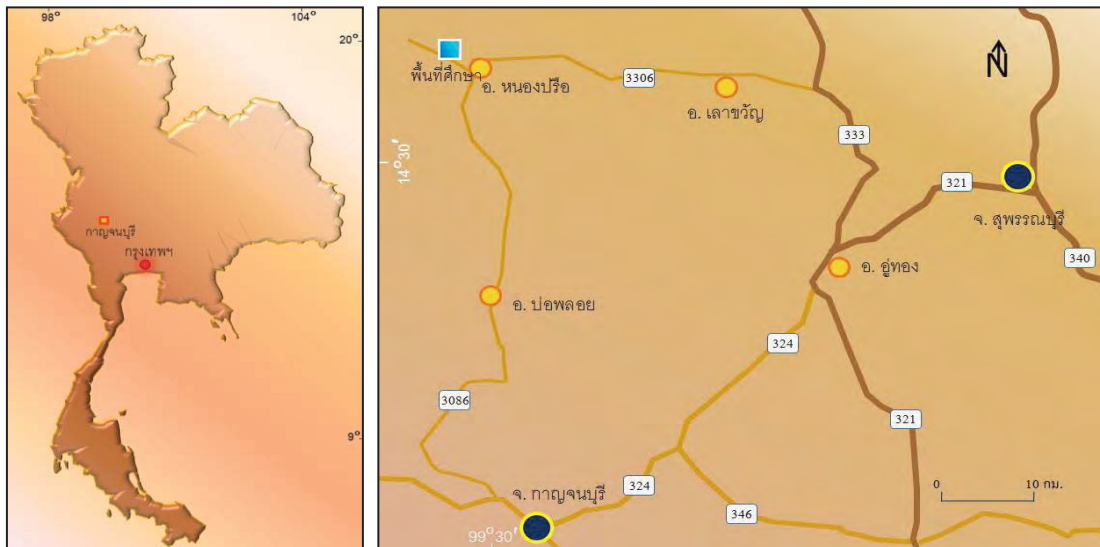 98°
104°
20°
กาญจนบุรี
กรุงเทพฯ
9°
พื้นที่ศึกษา
อ. หนองปรือ
3306
อ. เลาขวัญ
333
N
14°30′
321
จ. สุพรรณบุรี
340
อ. อู่ทอง
อ. บ่อพลอย
324
3086
321
จ. กาญจนบุรี
324
346
0 10 กม.
99°30′